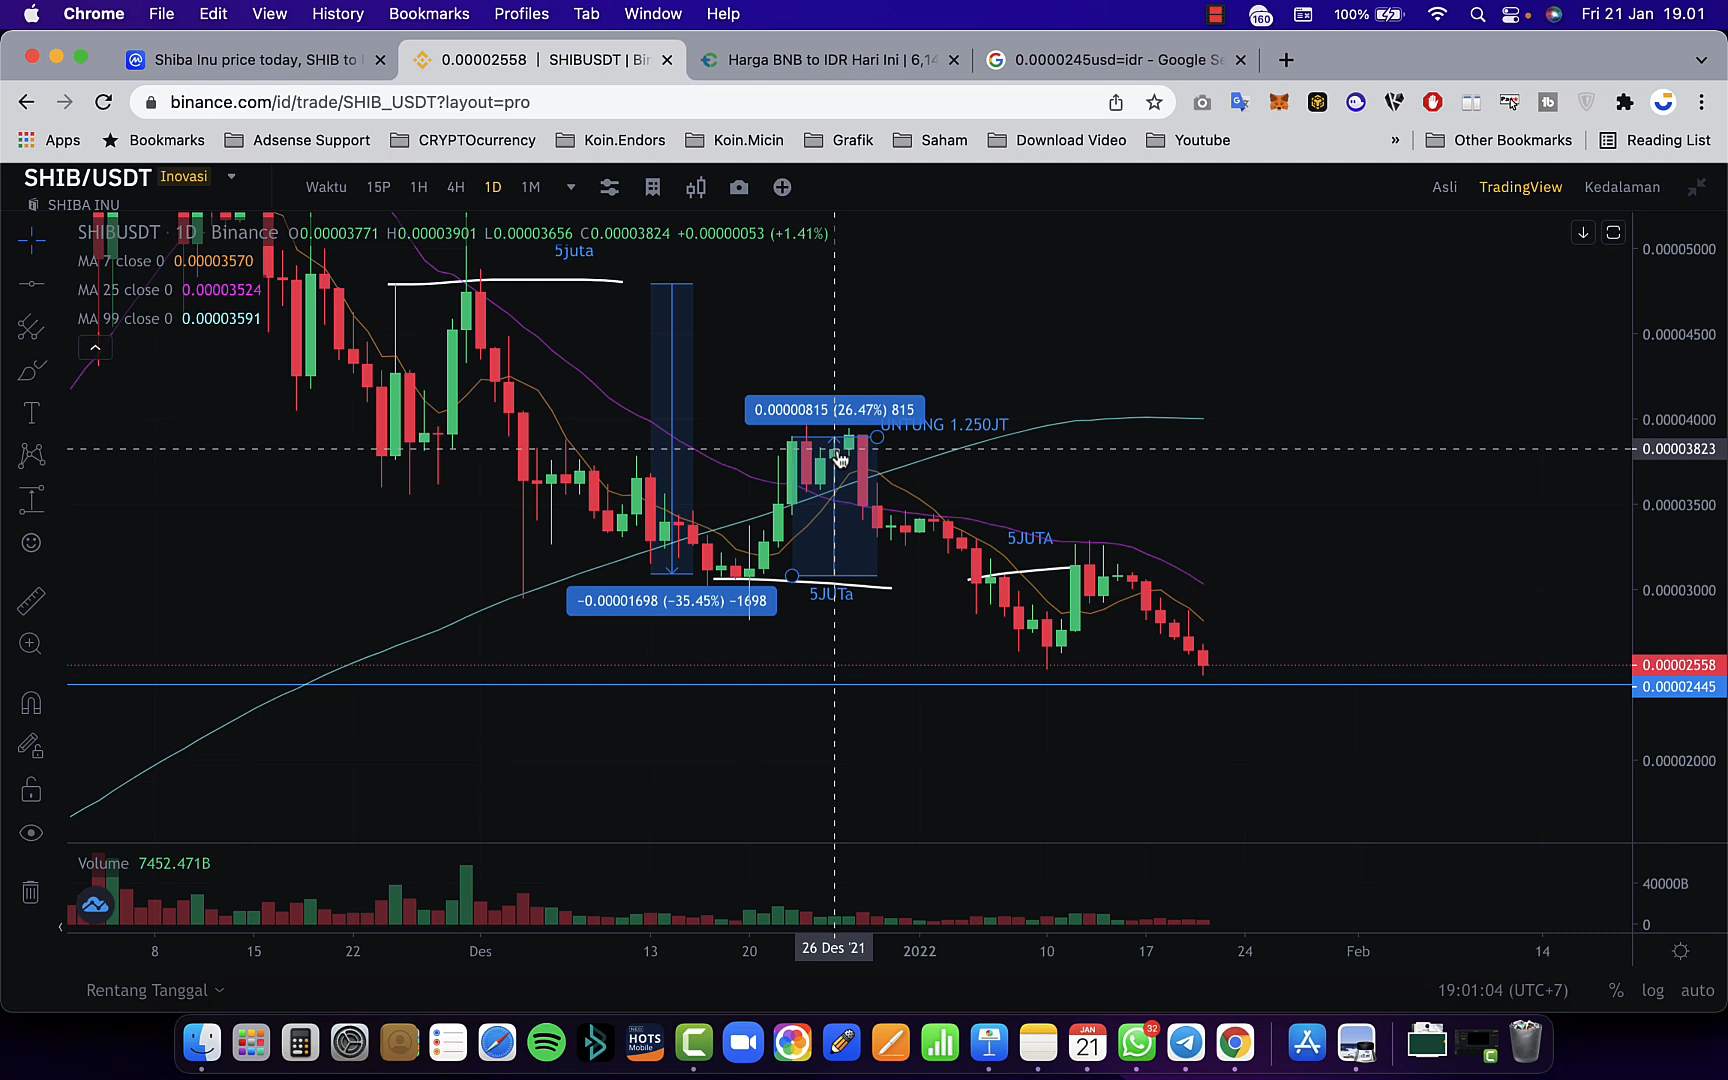 Chrome File Edit View History Bookmarks Profiles Tab Window Help 160 100% Fri 21 Jan 19.01
Shiba Inu price today, SHIB to
0.00002558 | SHIBUSDT | Bin
Harga BNB to IDR Hari Ini | 6,14
0.0000245usd=idr - Google Se
binance.com/id/trade/SHIB_USDT?layout=pro
Apps Bookmarks Adsense Support CRYPTOcurrency Koin.Endors Koin.Micin Grafik Saham Download Video Youtube » Other Bookmarks Reading List
SHIB/USDT Inovasi
SHIBA INU
Waktu 15P 1H 4H 1D 1M
Asli TradingView Kedalaman
SHIBUSDT · 1D · Binance O0.00003771 H0.00003901 L0.00003656 C0.00003824 +0.00000053 (+1.41%)
MA 7 close 0 0.00003570
MA 25 close 0 0.00003524
MA 99 close 0 0.00003591
5juta
0.00000815 (26.47%) 815
UNTUNG 1.250JT
5JUTA
−0.00001698 (−35.45%) −1698
5JUTa
0.00005000
0.00004500
0.00004000
0.00003823
0.00003500
0.00003000
0.00002558
0.00002445
0.00002000
Volume 7452.471B
40000B
0
8 15 22 Des 13 20 26 Des '21 2022 10 17 24 Feb 14
Rentang Tanggal
19:01:04 (UTC+7) % log auto
HOTS
Mobile
JAN
21
32